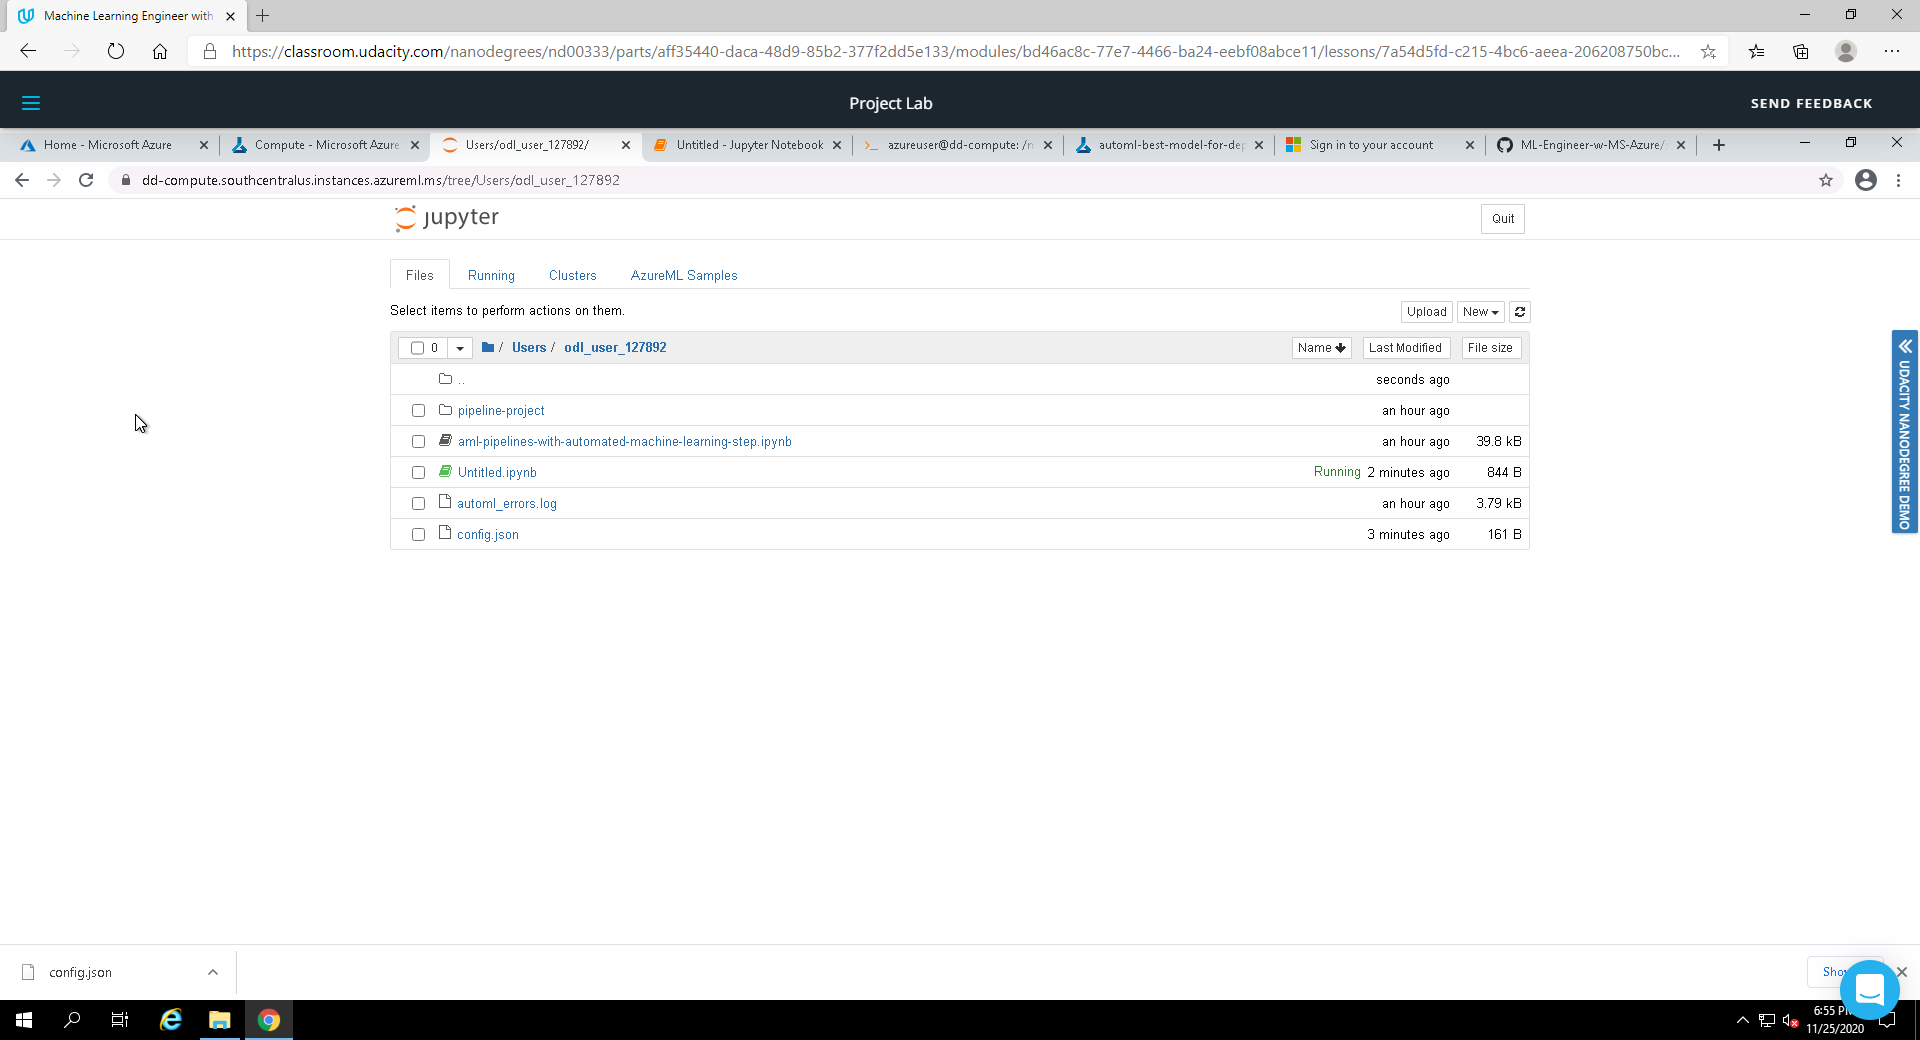 Machine Learning Engineer with
https://classroom.udacity.com/nanodegrees/nd00333/parts/aff35440-daca-48d9-85b2-377f2dd5e133/modules/bd46ac8c-77e7-4466-ba24-eebf08abce11/lessons/7a54d5fd-c215-4bc6-aeea-206208750bc...
Project Lab
SEND FEEDBACK
Home - Microsoft Azure
Compute - Microsoft Azure
Users/odl_user_127892/
Untitled - Jupyter Notebook
azureuser@dd-compute: /n
automl-best-model-for-dep
Sign in to your account
ML-Engineer-w-MS-Azure/
dd-compute.southcentralus.instances.azureml.ms/tree/Users/odl_user_127892
jupyter
Quit
Files
Running
Clusters
AzureML Samples
Select items to perform actions on them.
Upload
New
0
/ Users / odl_user_127892
Name
Last Modified
File size
..
seconds ago
pipeline-project
an hour ago
aml-pipelines-with-automated-machine-learning-step.ipynb
an hour ago
39.8 kB
Untitled.ipynb
Running 2 minutes ago
844 B
automl_errors.log
an hour ago
3.79 kB
config.json
3 minutes ago
161 B
UDACITY NANODEGREE DEMO
config.json
6:55
11/25/2020